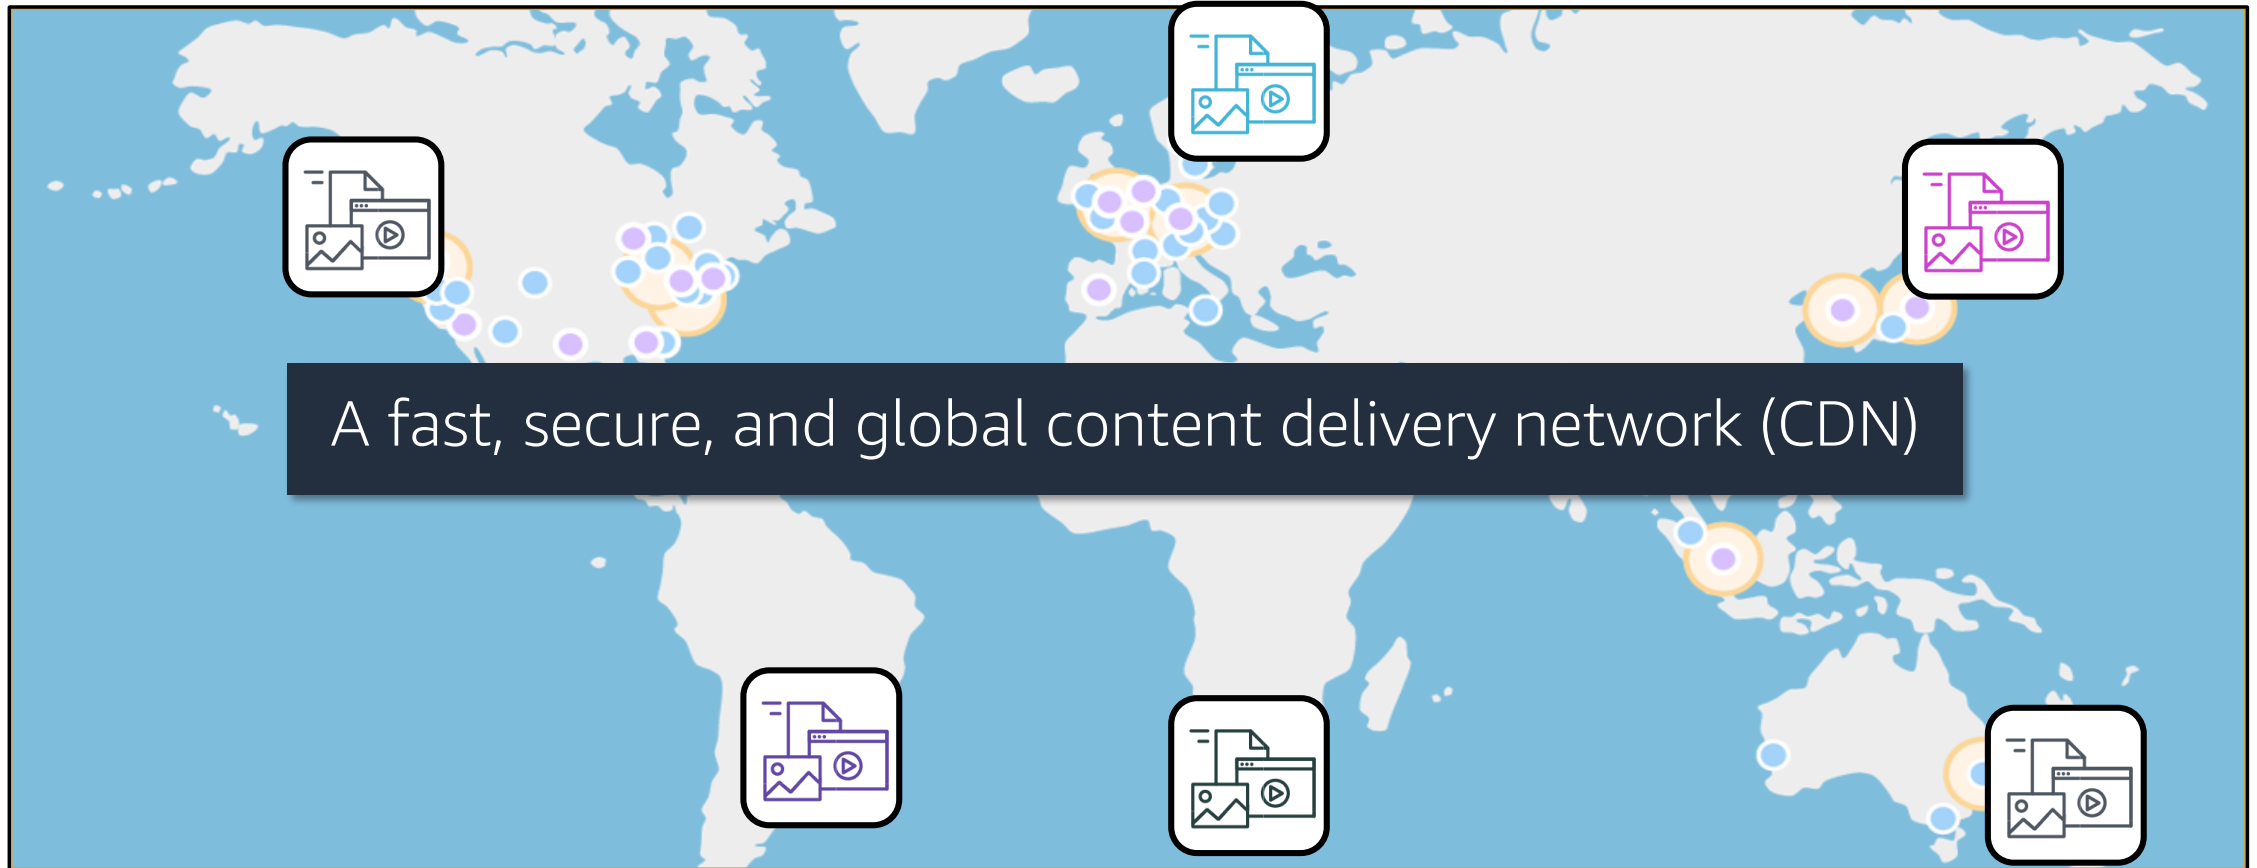 A fast, secure, and global content delivery network (CDN)